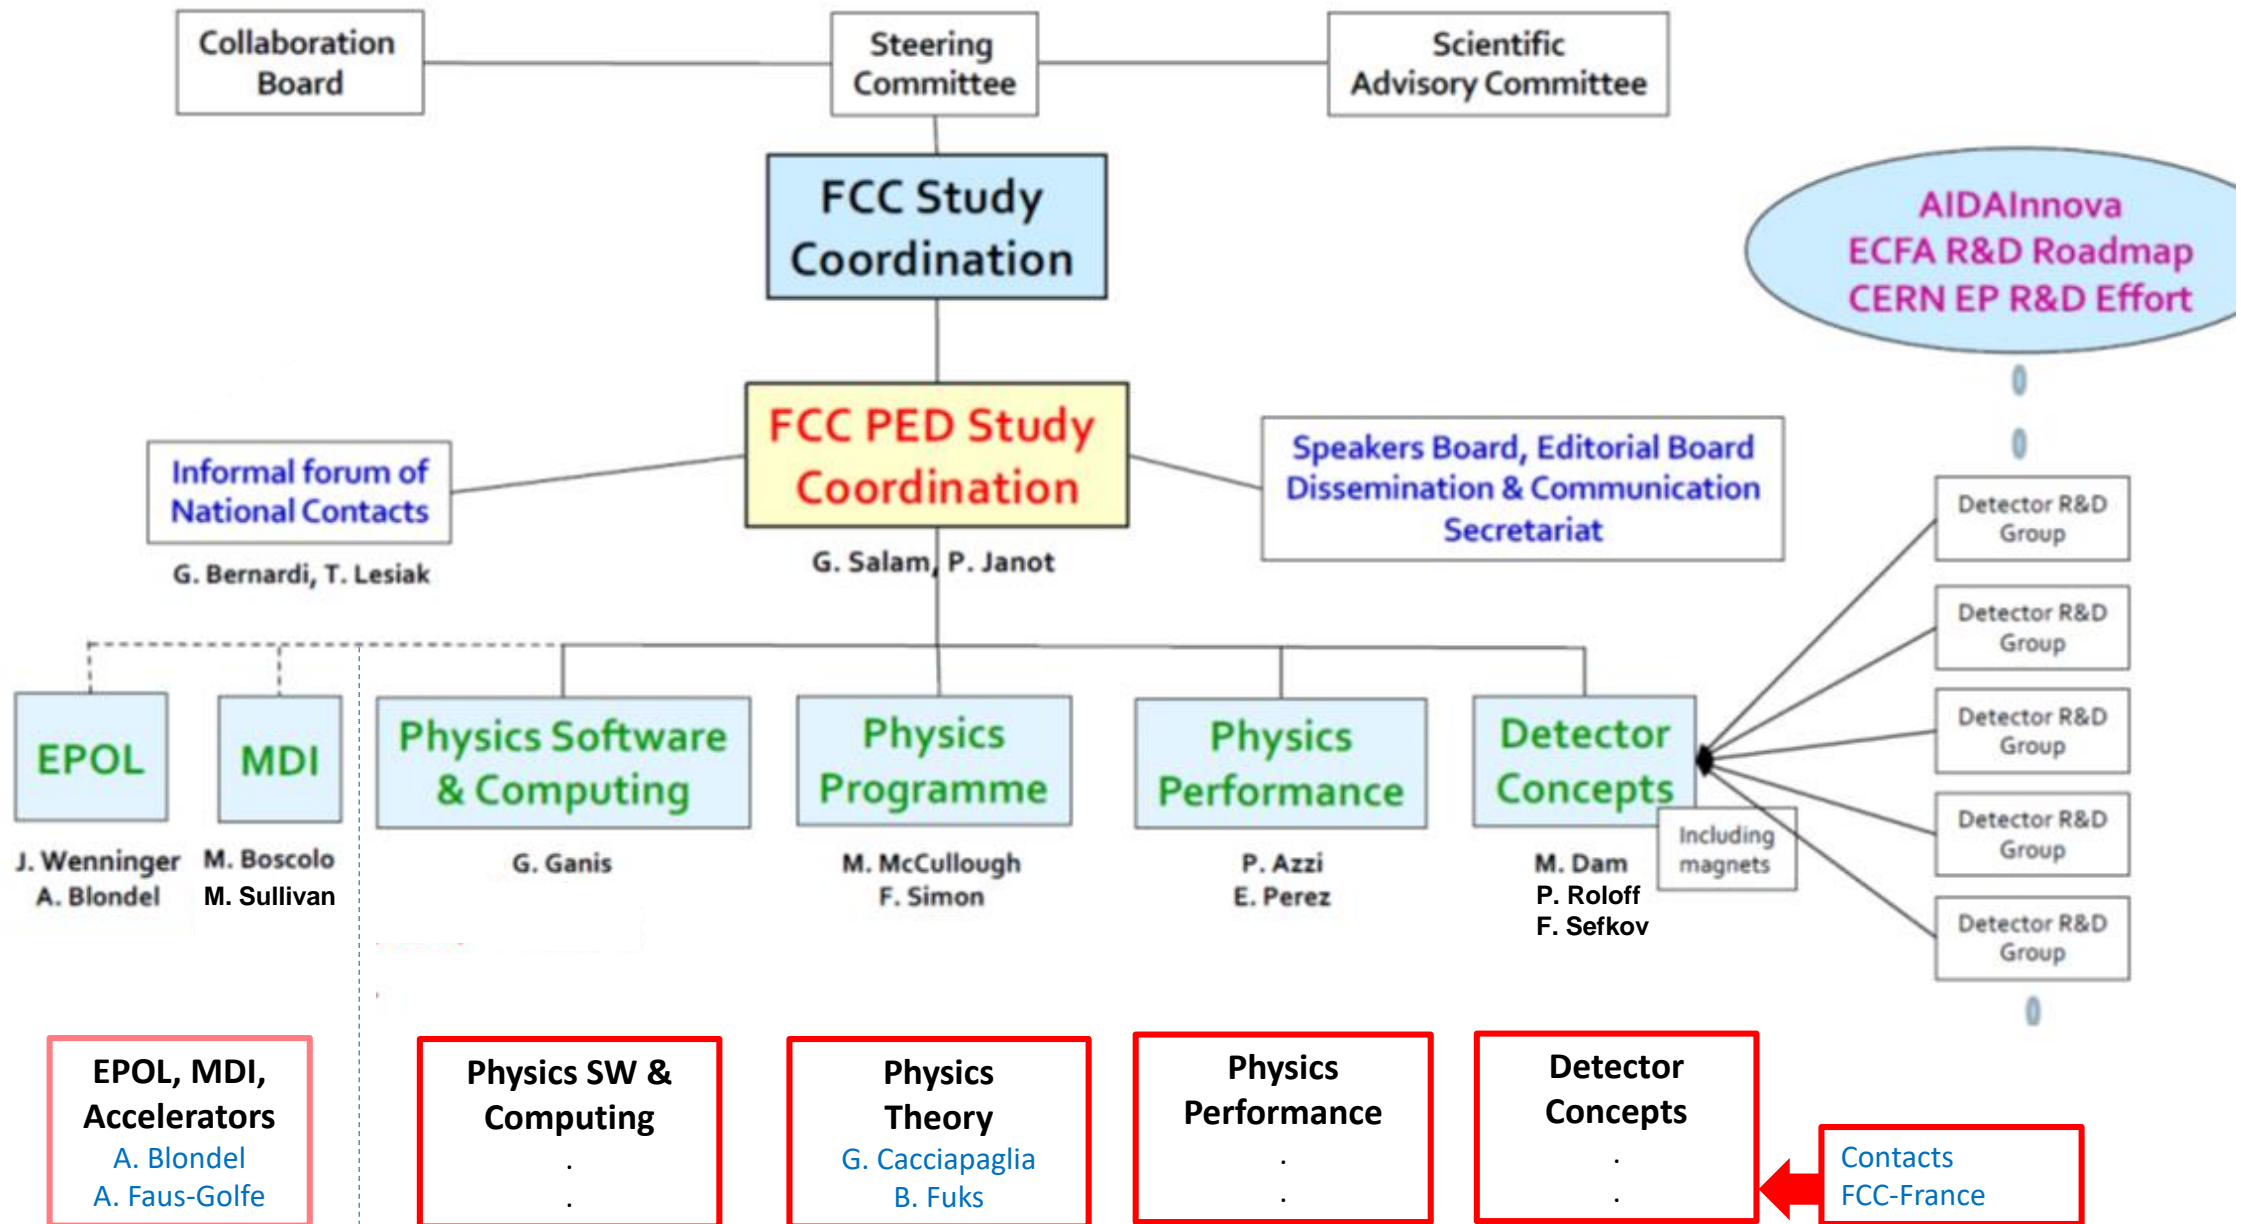 Collaboration
Board
Steering
Committee
Scientific
Advisory Committee
FCC Study
Coordination
AIDAInnova
ECFA R&D Roadmap
CERN EP R&D Effort
FCC PED Study
Coordination
G. Salam, P. Janot
Informal forum of
National Contacts
G. Bernardi, T. Lesiak
Speakers Board, Editorial Board
Dissemination & Communication
Secretariat
Detector R&D
Group
Detector R&D
Group
Detector R&D
Group
Detector R&D
Group
Detector R&D
Group
EPOL
J. Wenninger
A. Blondel
MDI
M. Boscolo
M. Sullivan
Physics Software
& Computing
G. Ganis
Physics
Programme
M. McCullough
F. Simon
Physics
Performance
P. Azzi
E. Perez
Detector
Concepts
Including
magnets
M. Dam
P. Roloff
F. Sefkov
EPOL, MDI,
Accelerators
A. Blondel
A. Faus-Golfe
Physics SW &
Computing
.
.
Physics
Theory
G. Cacciapaglia
B. Fuks
Physics
Performance
.
.
Detector
Concepts
.
.
Contacts
FCC-France